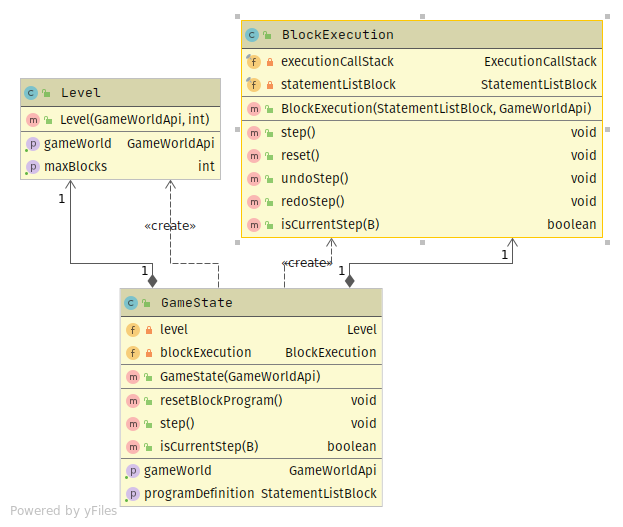 C Level
m Level(GameWorldApi, int)
p gameWorld GameWorldApi
p maxBlocks int
C BlockExecution
f executionCallStack ExecutionCallStack
f statementListBlock StatementListBlock
m BlockExecution(StatementListBlock, GameWorldApi)
m step() void
m reset() void
m undoStep() void
m redoStep() void
m isCurrentStep(B) boolean
1
«create»
1
«create»
1
1
C GameState
f level Level
f blockExecution BlockExecution
m GameState(GameWorldApi)
m resetBlockProgram() void
m step() void
m isCurrentStep(B) boolean
p gameWorld GameWorldApi
p programDefinition StatementListBlock
Powered by yFiles